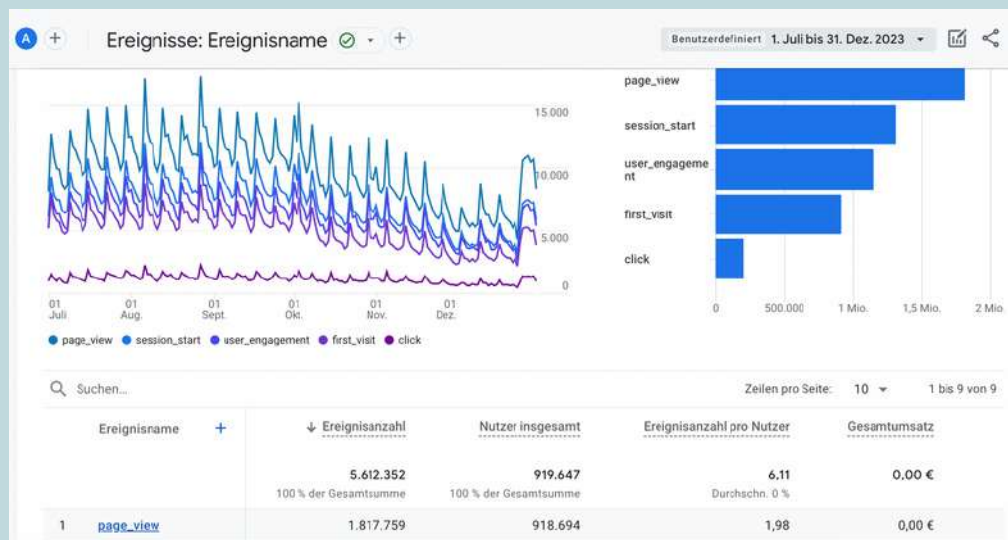 A
Ereignisse: Ereignisname
Benutzerdefiniert 1. Juli bis 31. Dez. 2023
15.000
10.000
5.000
0
01 Juli
01 Aug.
01 Sept.
01 Okt.
01 Nov.
01 Dez.
page_view
session_start
user_engagement
first_visit
click
page_view
session_start
user_engageme
nt
first_visit
click
0 500.000 1 Mio. 1,5 Mio. 2 Mio
Suchen...
Zeilen pro Seite: 10 1 bis 9 von 9
Ereignisname + Ereignisanzahl Nutzer insgesamt Ereignisanzahl pro Nutzer Gesamtumsatz
5.612.352 919.647 6,11 0,00 €
100 % der Gesamtsumme 100 % der Gesamtsumme Durchschn. 0 %
1 page_view 1.817.759 918.694 1,98 0,00 €